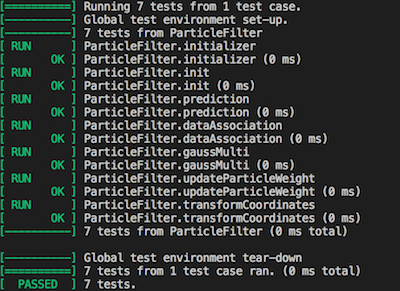 [==========] Running 7 tests from 1 test case.
[----------] Global test environment set-up.
[----------] 7 tests from ParticleFilter
[ RUN      ] ParticleFilter.initializer
[       OK ] ParticleFilter.initializer (0 ms)
[ RUN      ] ParticleFilter.init
[       OK ] ParticleFilter.init (0 ms)
[ RUN      ] ParticleFilter.prediction
[       OK ] ParticleFilter.prediction (0 ms)
[ RUN      ] ParticleFilter.dataAssociation
[       OK ] ParticleFilter.dataAssociation (0 ms)
[ RUN      ] ParticleFilter.gaussMulti
[       OK ] ParticleFilter.gaussMulti (0 ms)
[ RUN      ] ParticleFilter.updateParticleWeight
[       OK ] ParticleFilter.updateParticleWeight (0 ms)
[ RUN      ] ParticleFilter.transformCoordinates
[       OK ] ParticleFilter.transformCoordinates (0 ms)
[----------] 7 tests from ParticleFilter (0 ms total)
[----------] Global test environment tear-down
[==========] 7 tests from 1 test case ran. (0 ms total)
[  PASSED  ] 7 tests.